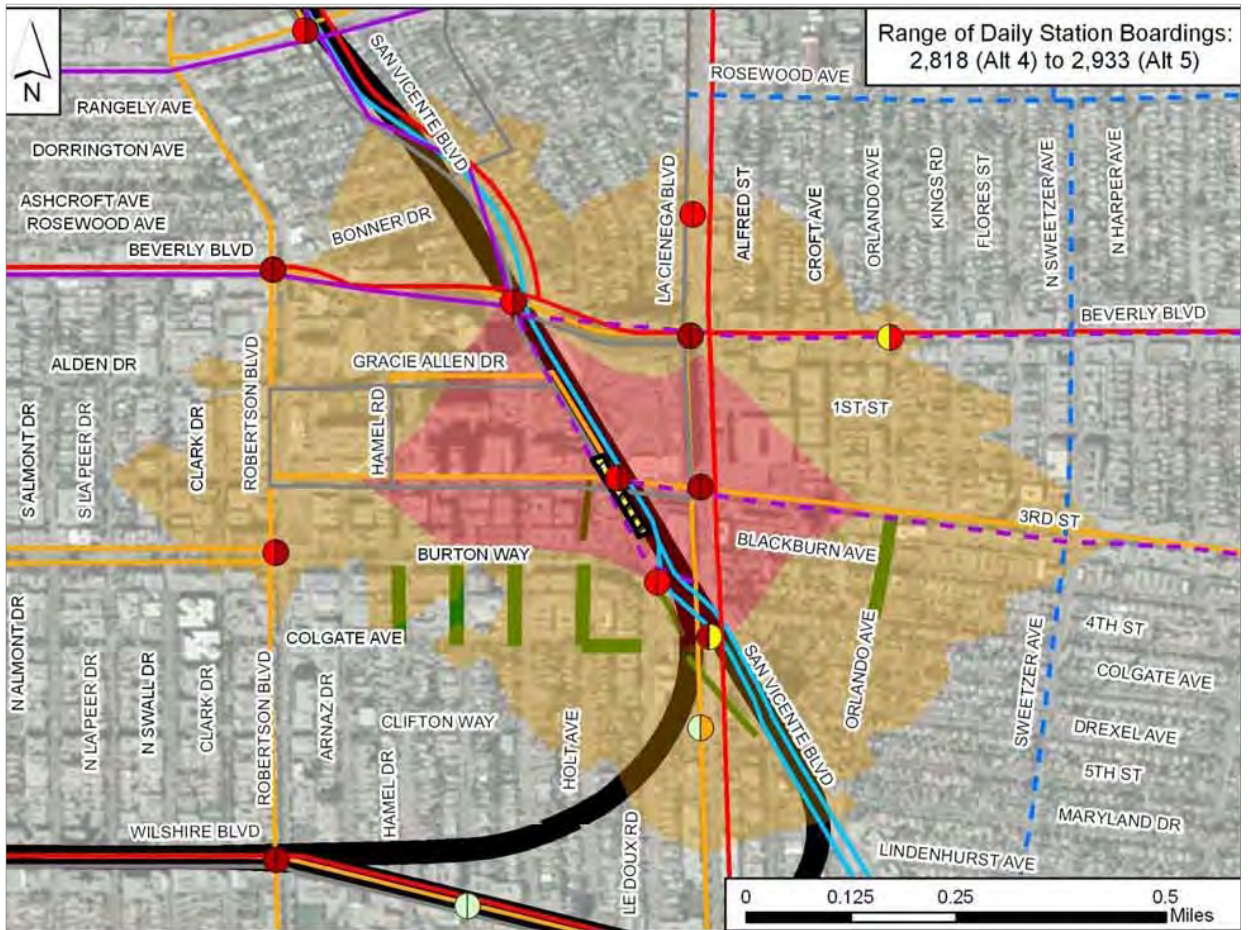 Range of Daily Station Boardings:
2,818 (Alt 4) to 2,933 (Alt 5)
N
SAN VICENTE BLVD
ROSEWOOD AVE
RANGELY AVE
DORRINGTON AVE
ASHCROFT AVE
ROSEWOOD AVE
BONNER DR
BEVERLY BLVD
LA CIENEGA BLVD
ALFRED ST
CROFT AVE
ORLANDO AVE
KINGS RD
FLORES ST
N SWEETZER AVE
N HARPER AVE
BEVERLY BLVD
ALDEN DR
GRACIE ALLEN DR
S ALMONT DR
S LA PEER DR
CLARK DR
ROBERTSON BLVD
HAMEL RD
1ST ST
3RD ST
BURTON WAY
BLACKBURN AVE
COLGATE AVE
N ALMONT DR
N LA PEER DR
N SWALL DR
CLARK DR
ROBERTSON BLVD
ARNAZ DR
CLIFTON WAY
HAMEL DR
HOLT AVE
LE DOUX RD
SAN VICENTE BLVD
ORLANDO AVE
SWEETZER AVE
4TH ST
COLGATE AVE
DREXEL AVE
5TH ST
MARYLAND DR
LINDENHURST AVE
WILSHIRE BLVD
0 0.125 0.25 0.5
Miles